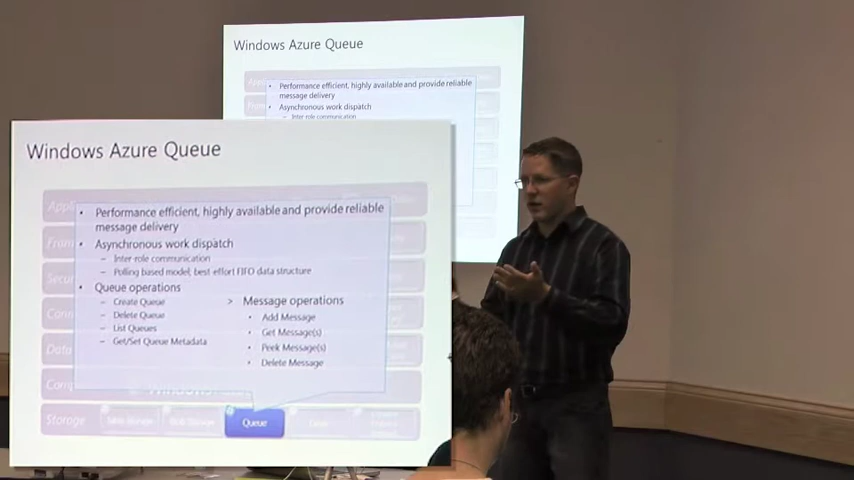 Windows Azure Queue
• Performance efficient, highly available and provide reliable
message delivery
• Asynchronous work dispatch
– Inter role communication
Windows Azure Queue
• Performance efficient, highly available and provide reliable
message delivery
• Asynchronous work dispatch
– Inter role communication
– Polling based model; best effort FIFO data structure
• Queue operations
– Create Queue
– Delete Queue
– List Queues
– Get/Set Queue Metadata
> Message operations
• Add Message
• Get Message(s)
• Peek Message(s)
• Delete Message
Storage
Queue